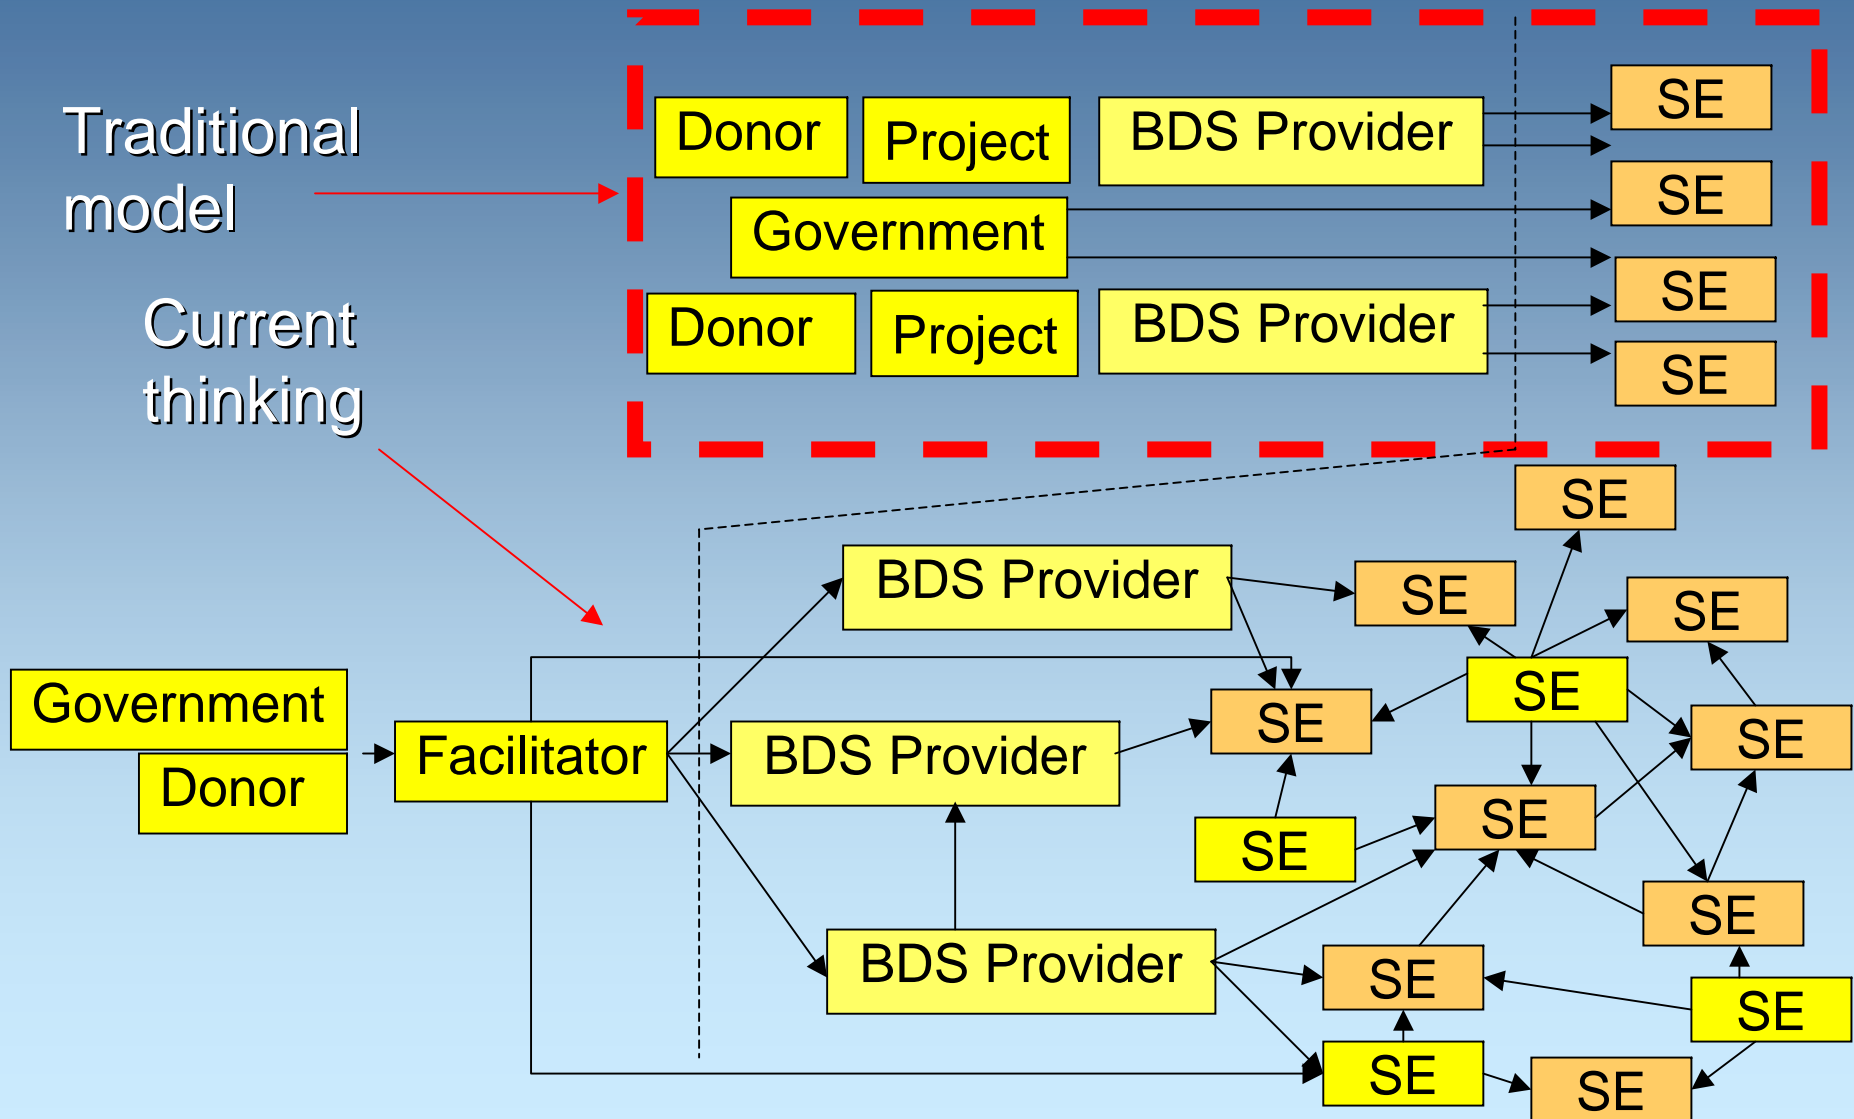 Traditional
model
Donor
Project
BDS Provider
SE
SE
Government
SE
Donor
Project
BDS Provider
SE
Current
thinking
SE
BDS Provider
SE
SE
Government
Donor
Facilitator
BDS Provider
SE
SE
SE
SE
SE
SE
BDS Provider
SE
SE
SE
SE